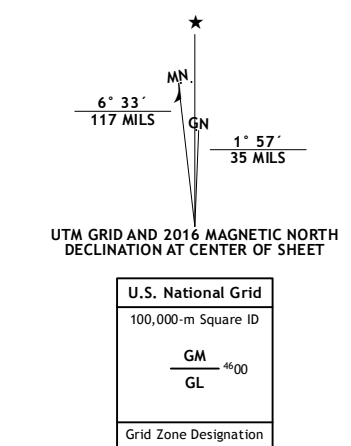 ★
MN
6° 33´
117 MILS
GN
1° 57´
35 MILS
UTM GRID AND 2016 MAGNETIC NORTH
DECLINATION AT CENTER OF SHEET
U.S. National Grid
100,000-m Square ID
GM
4600
GL
Grid Zone Designation